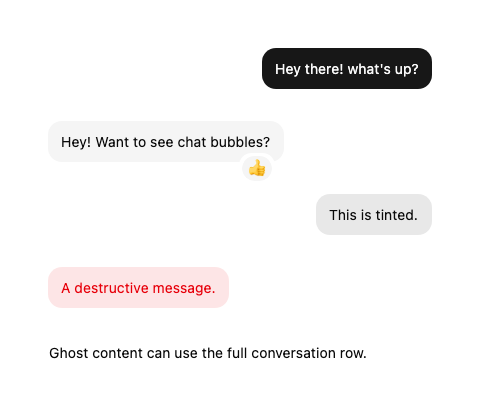 Hey there! what's up?
Hey! Want to see chat bubbles?
This is tinted.
A destructive message.
Ghost content can use the full conversation row.